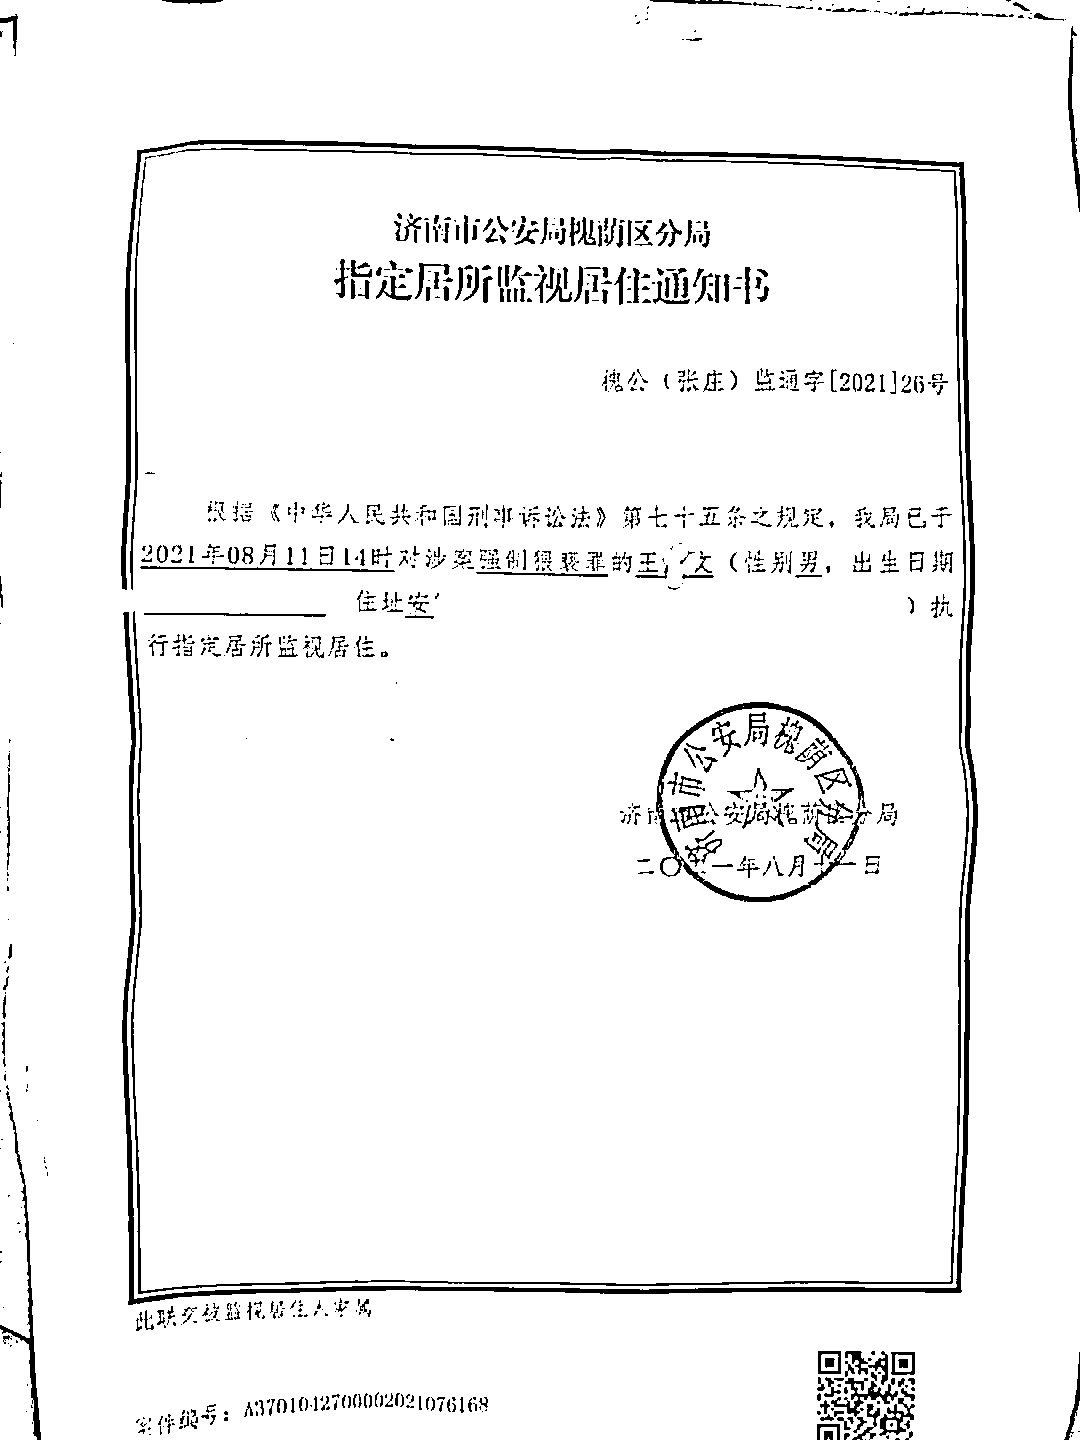 济南市公安局槐荫区分局
指定居所监视居住通知书
槐公（张庄）监通字[2021]26号
根据《中华人民共和国刑事诉讼法》第七十五条之规定，我局已于
2021年08月11日14时对涉案强制猥亵罪的王 文（性别男，出生日期
住址安 ）执
行指定居所监视居住。
济南市公安局槐荫区分局
济南 公安局槐荫 分局
二〇 一年八月十一日
此联交被监视居住人家属
案件编号：A3701042700002021076168